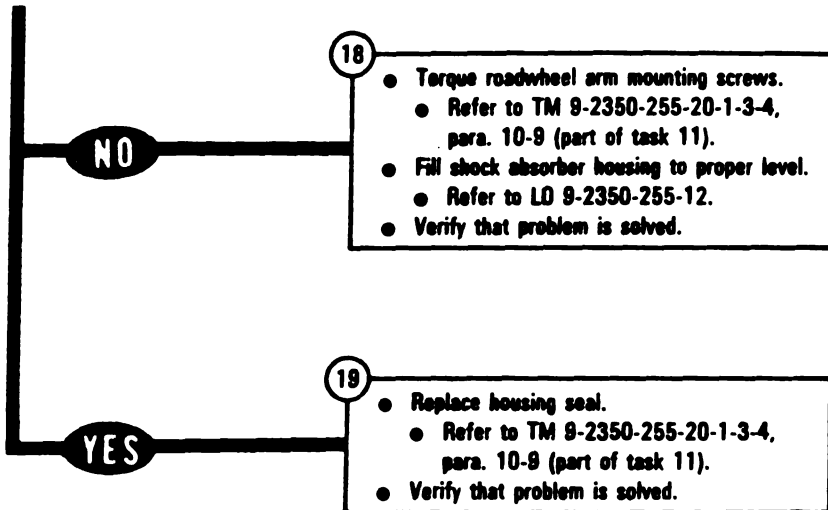 18
● Torque roadwheel arm mounting screws.
● Refer to TM 9-2350-255-20-1-3-4,
para. 10-9 (part of task 11).
NO
● Fill shock absorber housing to proper level.
● Refer to LO 9-2350-255-12.
● Verify that problem is solved.
19
● Replace housing seal.
● Refer to TM 9-2350-255-20-1-3-4,
para. 10-9 (part of task 11).
YES
● Verify that problem is solved.